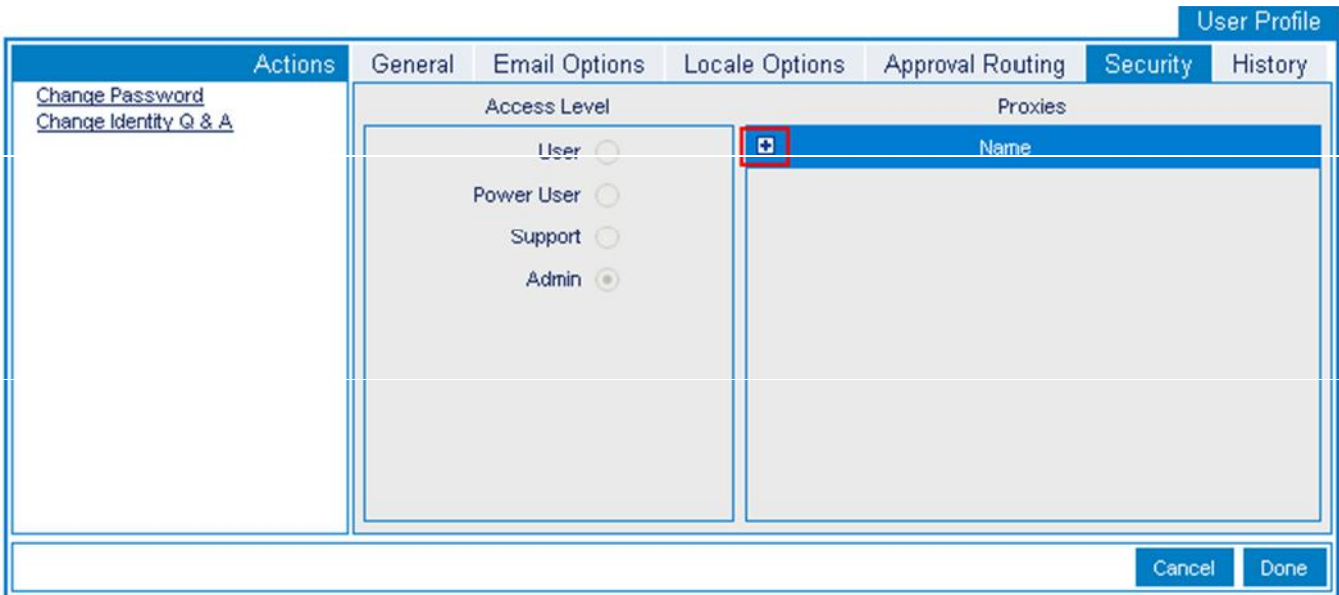 User Profile
Actions
General Email Options Locale Options Approval Routing Security History
Change Password
Change Identity Q & A
Access Level
Proxies
User
Power User
Support
Admin
Name
Cancel Done